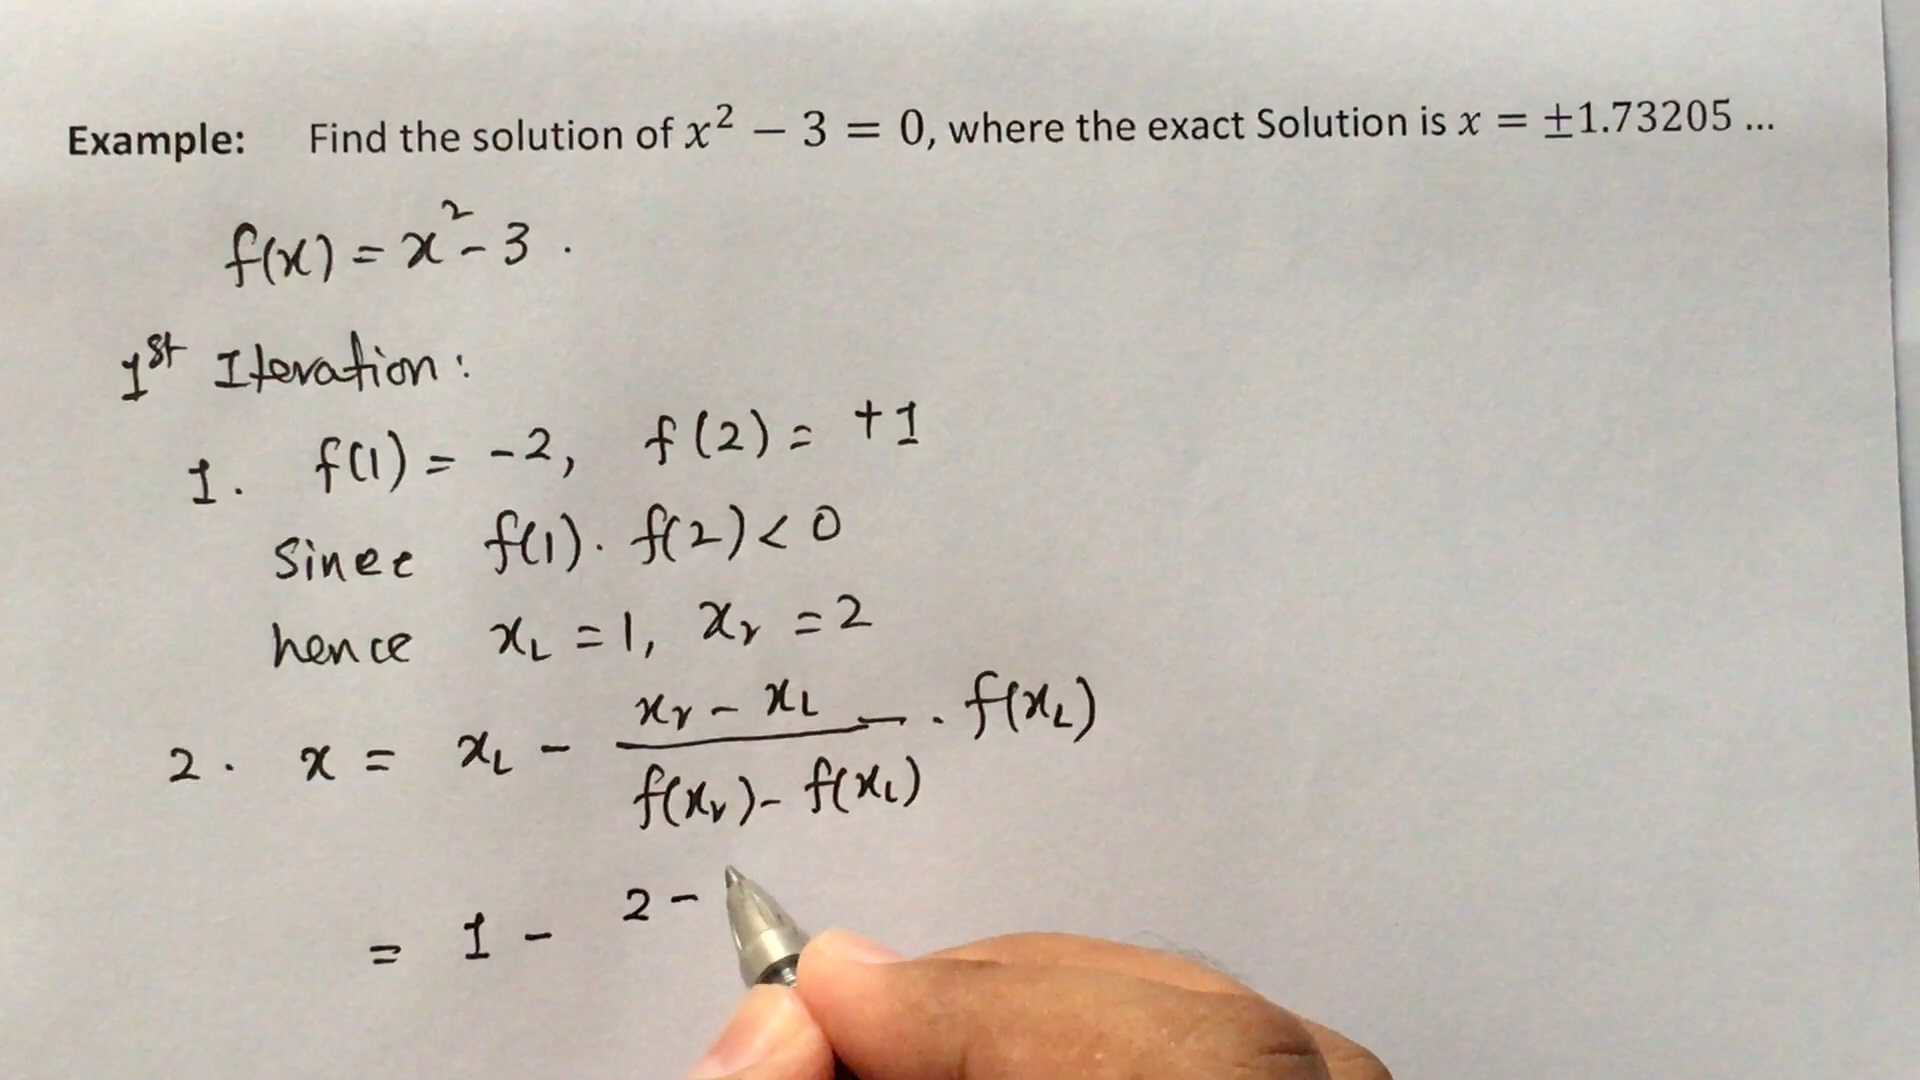 Example: Find the solution of x² − 3 = 0, where the exact Solution is x = ±1.73205 ...
f(x) = x² - 3 .
1st Iteration :
1. f(1) = -2, f(2) = +1
Since f(1) . f(2) < 0
hence x_L = 1, x_r = 2
2. x = x_L - (x_r - x_L) / (f(x_r) - f(x_L)) . f(x_L)
= 1 - 2 -